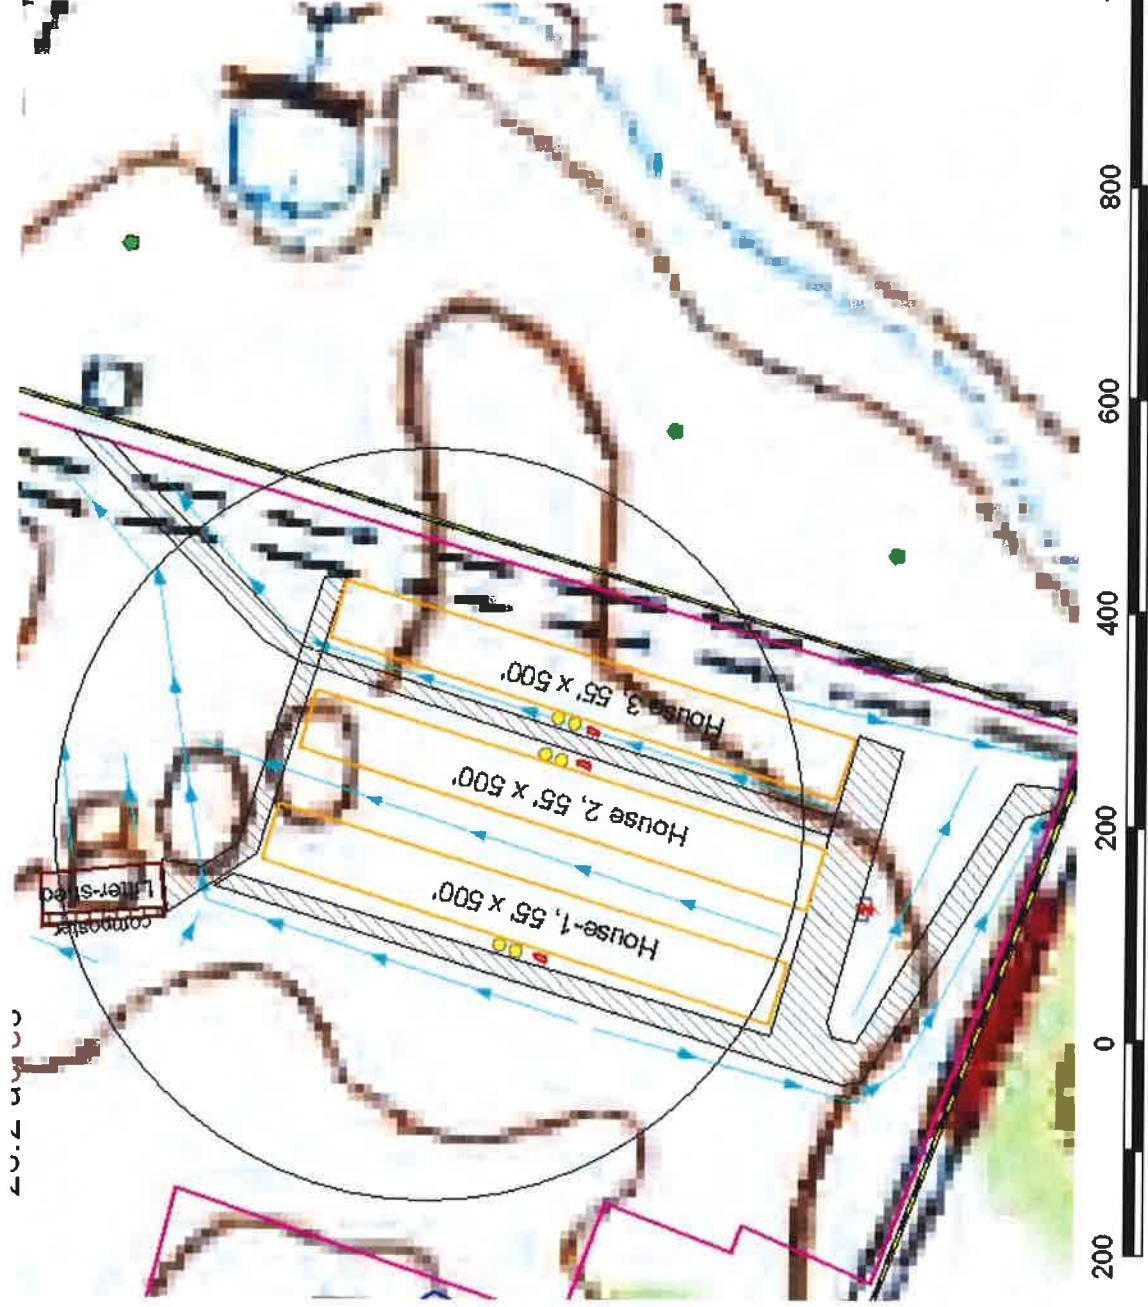 composter
Litter-shed
House-1, 55' x 500'
House 2, 55' x 500'
House 3, 55' x 500'
200
0
200
400
600
800